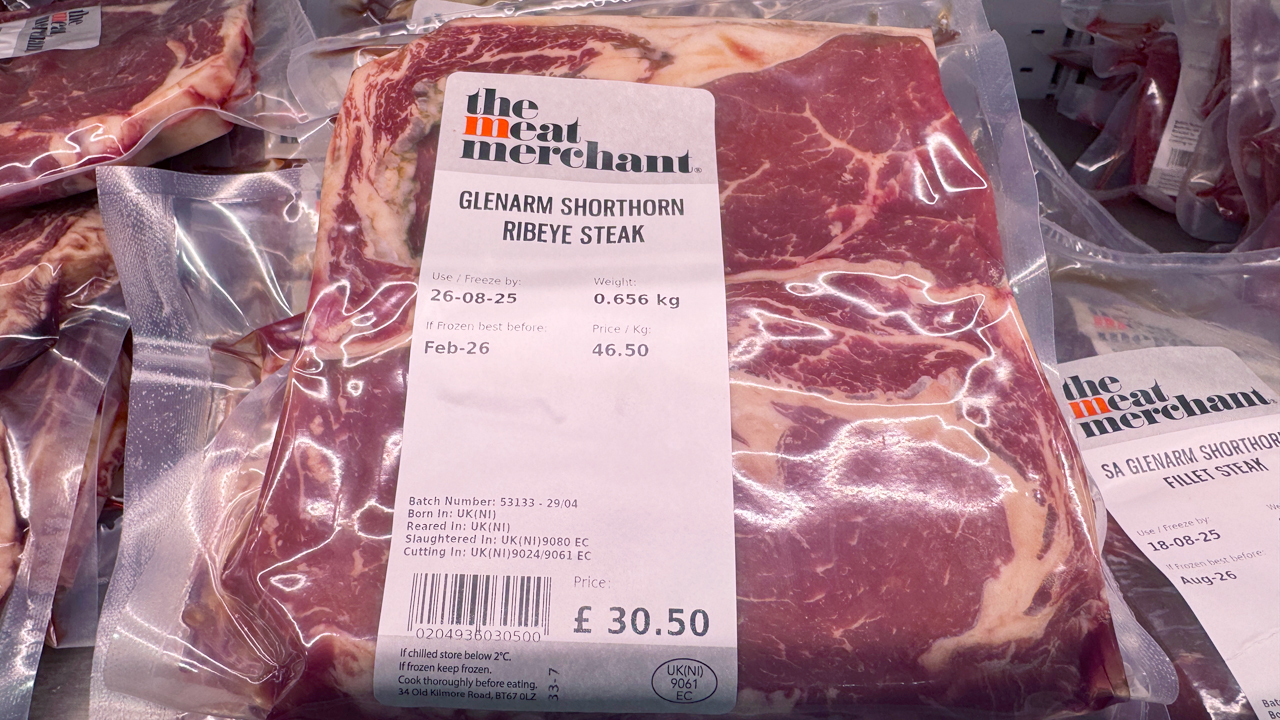 the
meat
merchant®
GLENARM SHORTHORN
RIBEYE STEAK
Use / Freeze by:
Weight:
26-08-25
0.656 kg
If Frozen best before:
Price / Kg:
Feb-26
46.50
Batch Number: 53133 - 29/04
Born In: UK(NI)
Reared In: UK(NI)
Slaughtered In: UK(NI)9080 EC
Cutting In: UK(NI)9024/9061 EC
Price:
£ 30.50
0204936030500
If chilled store below 2°C.
If frozen keep frozen.
Cook thoroughly before eating.
34 Old Kilmore Road, BT67 0LZ
33-7
UK(NI)
9061
EC
the
meat
merchant®
SA GLENARM SHORTHOR
FILLET STEAK
Use / Freeze by:
18-08-25
If Frozen best before:
Aug-26
the
meat
merchant